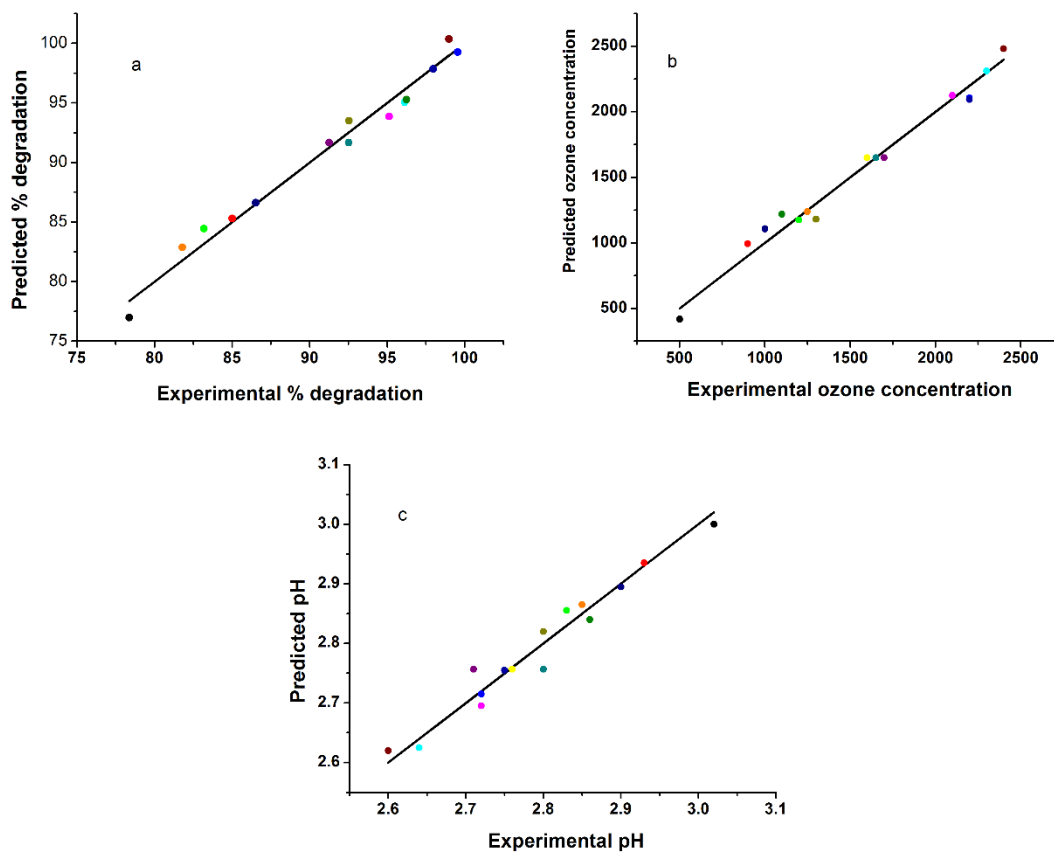 a
Predicted % degradation
100
95
90
85
80
75
75 80 85 90 95 100
Experimental % degradation
b
Predicted ozone concentration
2500
2000
1500
1000
500
500 1000 1500 2000 2500
Experimental ozone concentration
c
Predicted pH
3.1
3.0
2.9
2.8
2.7
2.6
2.6 2.7 2.8 2.9 3.0 3.1
Experimental pH